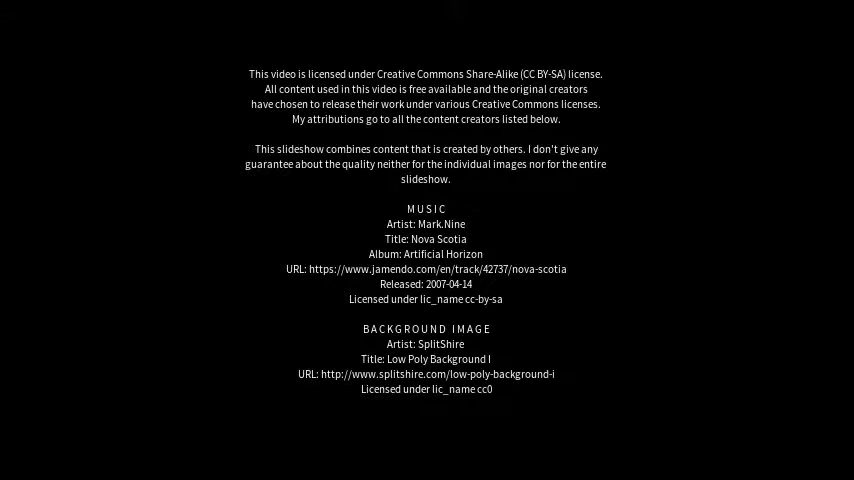 This video is licensed under Creative Commons Share-Alike (CC BY-SA) license.
All content used in this video is free available and the original creators
have chosen to release their work under various Creative Commons licenses.
My attributions go to all the content creators listed below.
This slideshow combines content that is created by others. I don't give any
guarantee about the quality neither for the individual images nor for the entire
slideshow.
MUSIC
Artist: Mark.Nine
Title: Nova Scotia
Album: Artificial Horizon
URL: https://www.jamendo.com/en/track/42737/nova-scotia
Released: 2007-04-14
Licensed under lic_name cc-by-sa
BACKGROUND IMAGE
Artist: SplitShire
Title: Low Poly Background I
URL: http://www.splitshire.com/low-poly-background-i
Licensed under lic_name cc0